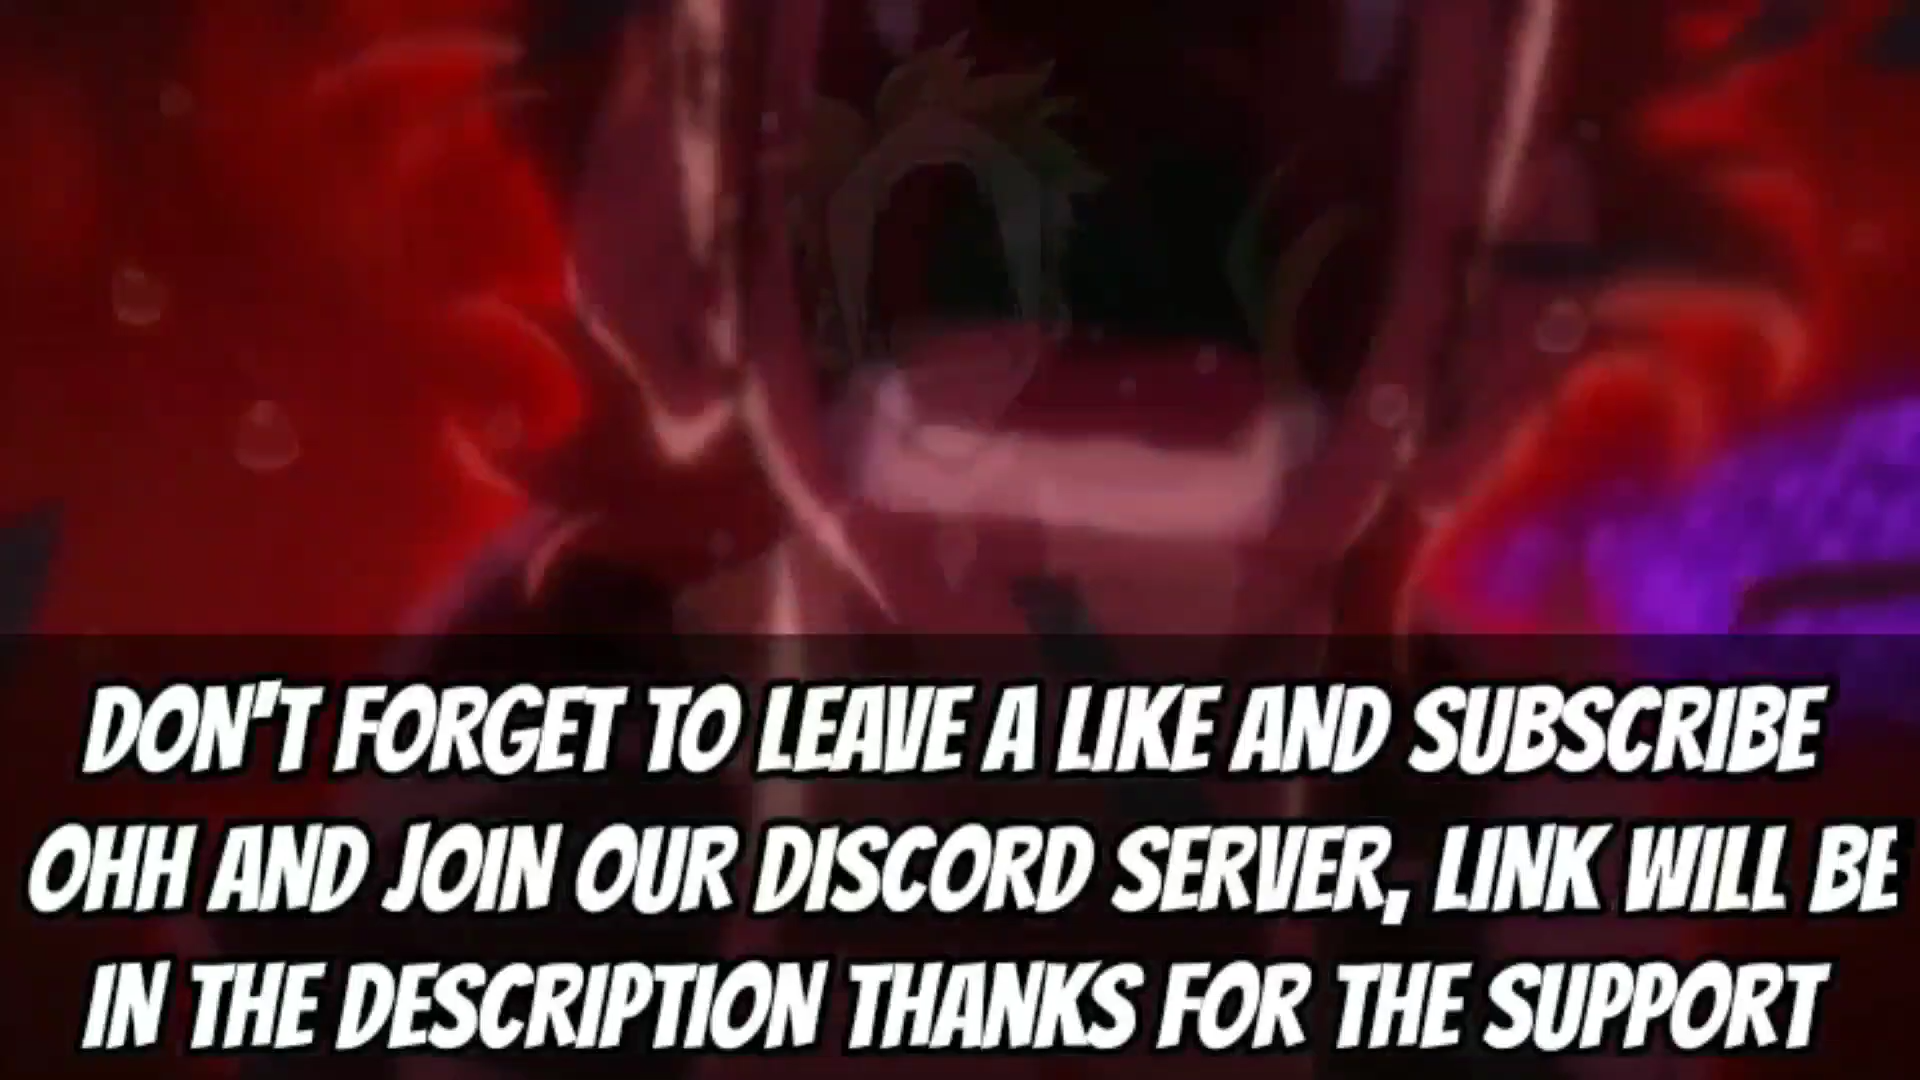 DON'T FORGET TO LEAVE A LIKE AND SUBSCRIBE
OHH AND JOIN OUR DISCORD SERVER, LINK WILL BE
IN THE DESCRIPTION THANKS FOR THE SUPPORT